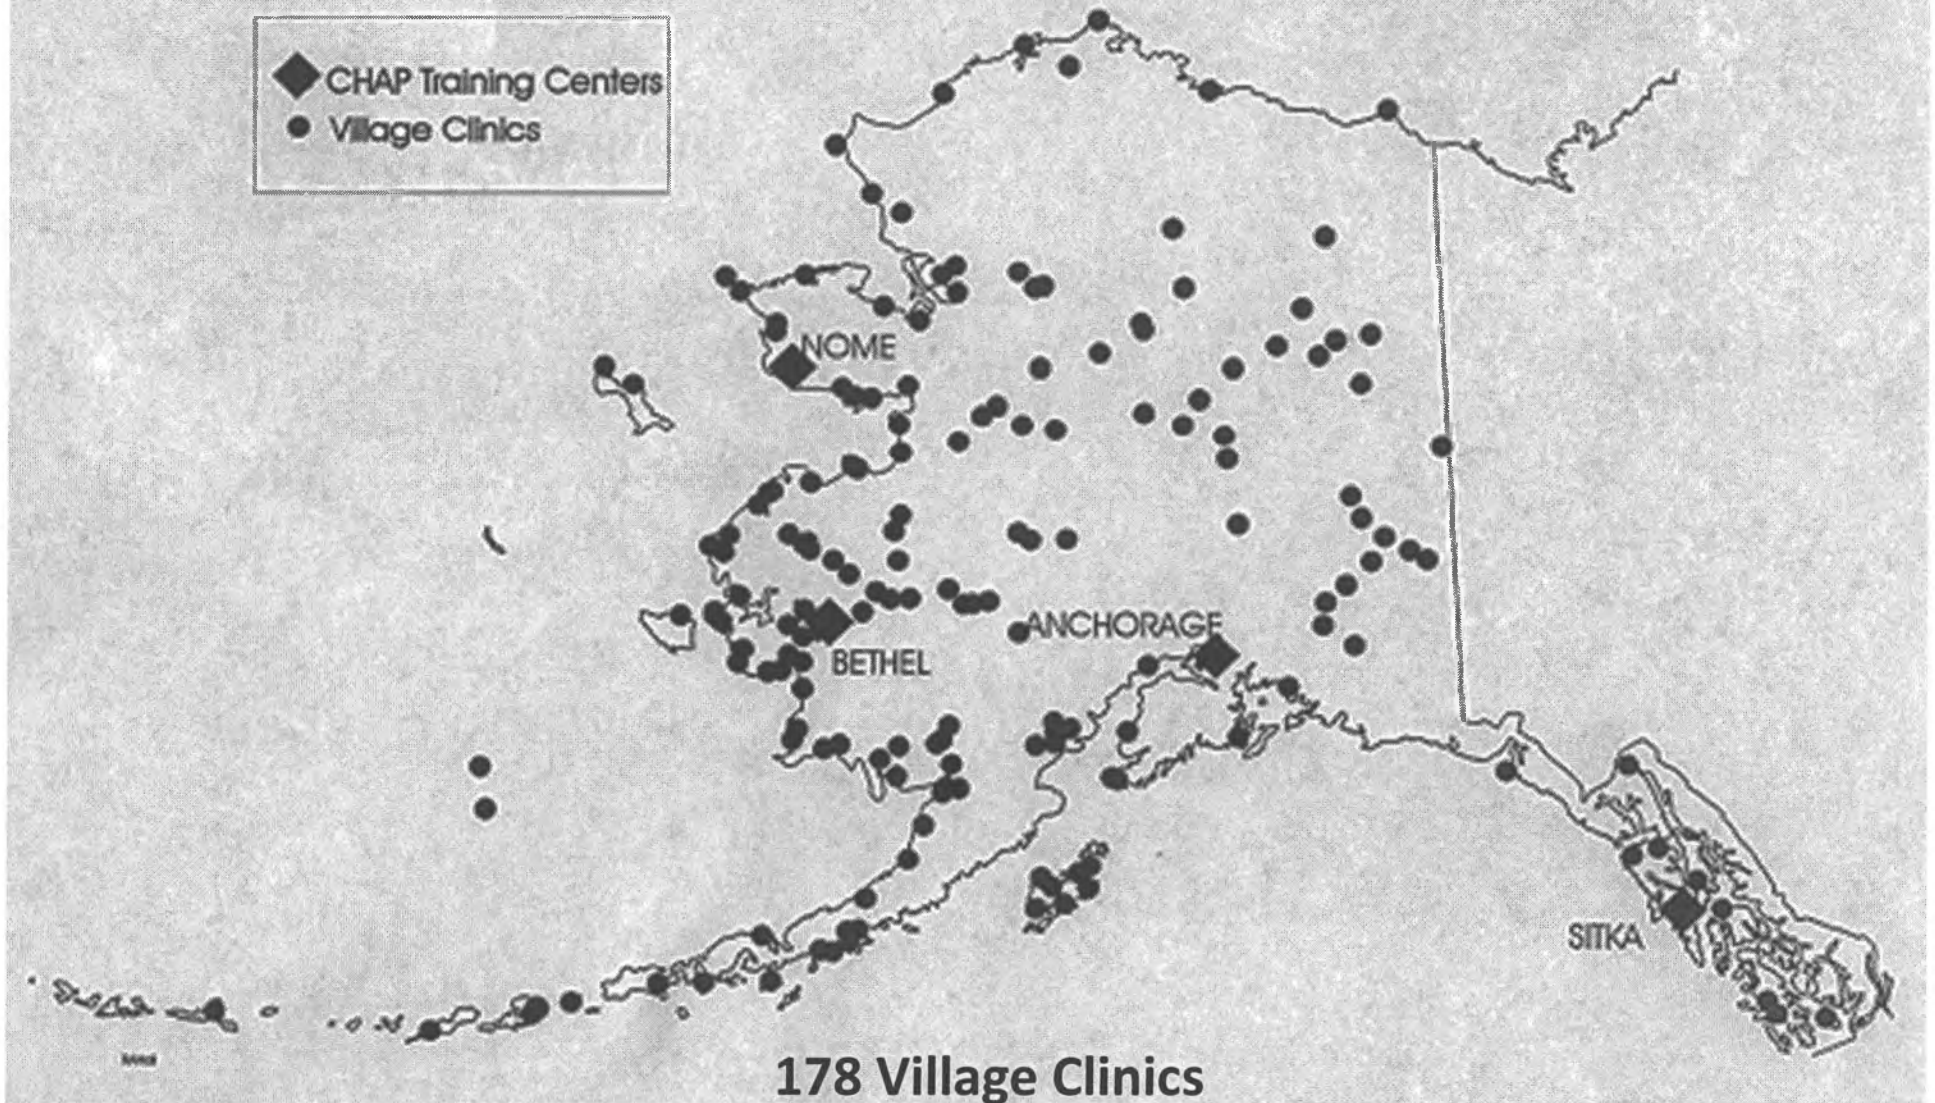 CHAP Training Centers
Village Clinics
NOME
ANCHORAGE
BETHEL
SITKA
178 Village Clinics